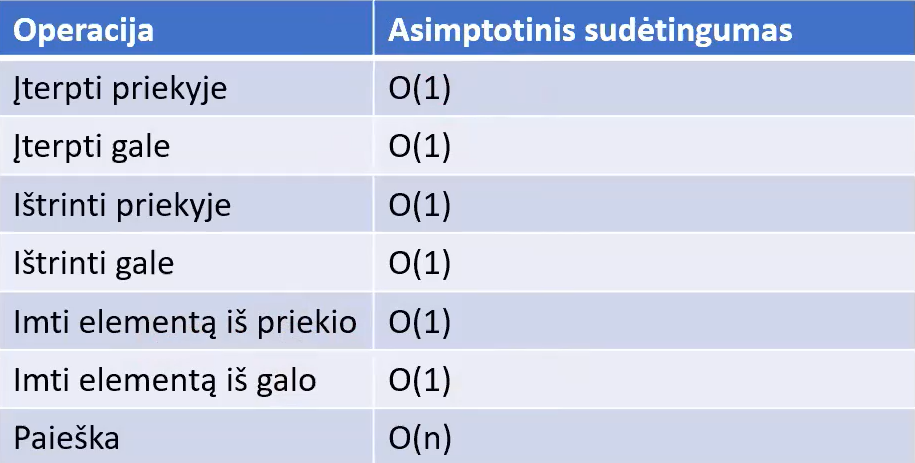 Operacija Asimptotinis sudėtingumas
Įterpti priekyje O(1)
Įterpti gale O(1)
Ištrinti priekyje O(1)
Ištrinti gale O(1)
Imti elementą iš priekio O(1)
Imti elementą iš galo O(1)
Paieška O(n)